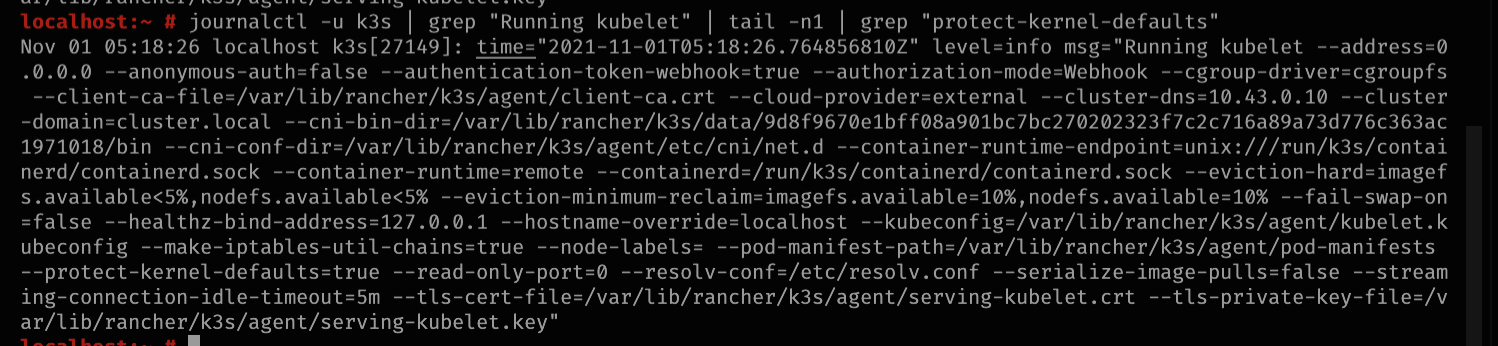 ar/lib/rancher/k3s/agent/serving-kubelet.key"
localhost:~ # journalctl -u k3s | grep "Running kubelet" | tail -n1 | grep "protect-kernel-defaults"
Nov 01 05:18:26 localhost k3s[27149]: time="2021-11-01T05:18:26.764856810Z" level=info msg="Running kubelet --address=0
.0.0.0 --anonymous-auth=false --authentication-token-webhook=true --authorization-mode=Webhook --cgroup-driver=cgroupfs
 --client-ca-file=/var/lib/rancher/k3s/agent/client-ca.crt --cloud-provider=external --cluster-dns=10.43.0.10 --cluster
-domain=cluster.local --cni-bin-dir=/var/lib/rancher/k3s/data/9d8f9670e1bff08a901bc7bc270202323f7c2c716a89a73d776c363ac
1971018/bin --cni-conf-dir=/var/lib/rancher/k3s/agent/etc/cni/net.d --container-runtime-endpoint=unix:///run/k3s/contai
nerd/containerd.sock --container-runtime=remote --containerd=/run/k3s/containerd/containerd.sock --eviction-hard=imagef
s.available<5%,nodefs.available<5% --eviction-minimum-reclaim=imagefs.available=10%,nodefs.available=10% --fail-swap-on
=false --healthz-bind-address=127.0.0.1 --hostname-override=localhost --kubeconfig=/var/lib/rancher/k3s/agent/kubelet.k
ubeconfig --make-iptables-util-chains=true --node-labels= --pod-manifest-path=/var/lib/rancher/k3s/agent/pod-manifests
--protect-kernel-defaults=true --read-only-port=0 --resolv-conf=/etc/resolv.conf --serialize-image-pulls=false --stream
ing-connection-idle-timeout=5m --tls-cert-file=/var/lib/rancher/k3s/agent/serving-kubelet.crt --tls-private-key-file=/v
ar/lib/rancher/k3s/agent/serving-kubelet.key"
localhost:~ #